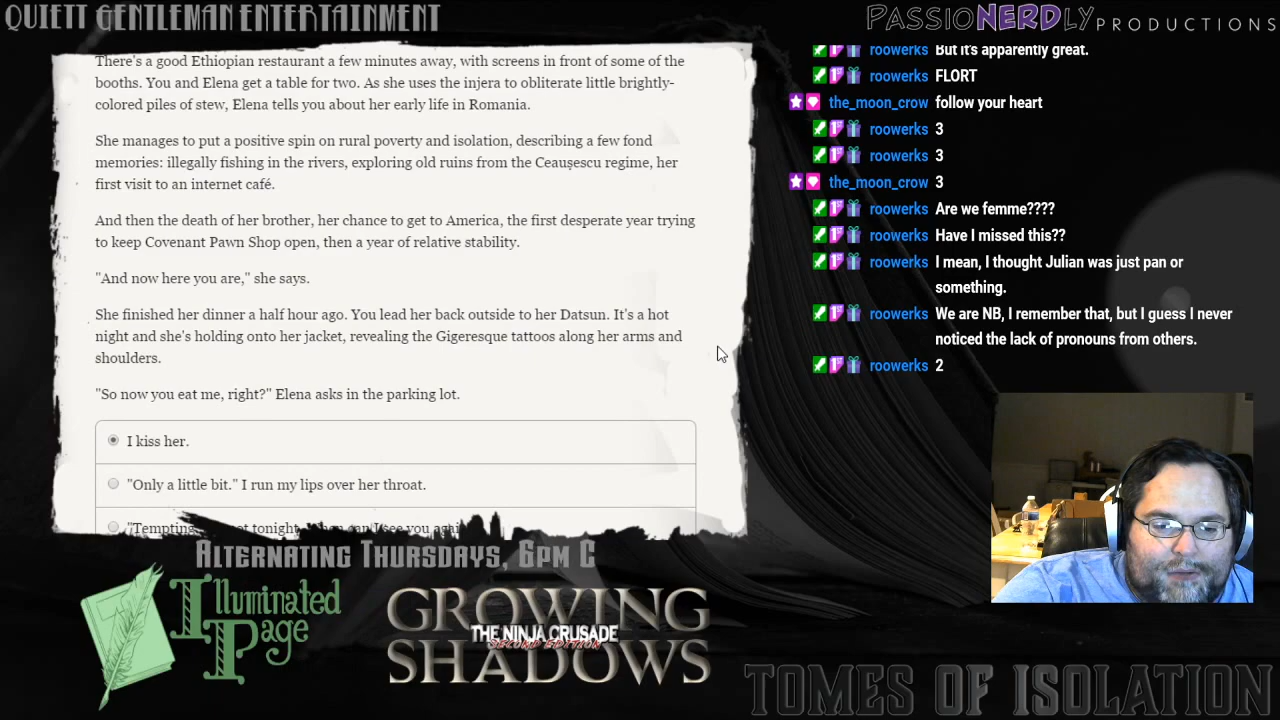 QUIETT GENTLEMAN ENTERTAINMENT
PASSIONERDLY PRODUCTIONS
There's a good Ethiopian restaurant a few minutes away, with screens in front of some of the
booths. You and Elena get a table for two. As she uses the injera to obliterate little brightly-
colored piles of stew, Elena tells you about her early life in Romania.
She manages to put a positive spin on rural poverty and isolation, describing a few fond
memories: illegally fishing in the rivers, exploring old ruins from the Ceaușescu regime, her
first visit to an internet café.
And then the death of her brother, her chance to get to America, the first desperate year trying
to keep Covenant Pawn Shop open, then a year of relative stability.
"And now here you are," she says.
She finished her dinner a half hour ago. You lead her back outside to her Datsun. It's a hot
night and she's holding onto her jacket, revealing the Gigeresque tattoos along her arms and
shoulders.
"So now you eat me, right?" Elena asks in the parking lot.
I kiss her.
"Only a little bit." I run my lips over her throat.
"Tempting tonight. you
roowerks But it's apparently great.
roowerks FLORT
the_moon_crow follow your heart
roowerks 3
roowerks 3
the_moon_crow 3
roowerks Are we femme????
roowerks Have I missed this??
roowerks I mean, I thought Julian was just pan or
something.
roowerks We are NB, I remember that, but I guess I never
noticed the lack of pronouns from others.
roowerks 2
ALTERNATING THURSDAYS, 6PM C
Illuminated
Page
GROWING
THE NINJA CRUSADE
SECOND EDITION
SHADOWS
TOMES OF ISOLATION